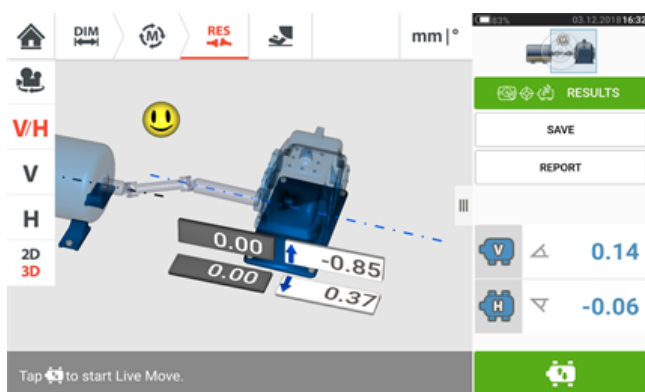 DIM
M
RES
mm|°
83%
03.12.2018 16:32
V/H
V
H
2D
3D
0.00
-0.85
0.00
0.37
RESULTS
SAVE
REPORT
V
0.14
H
-0.06
Tap to start Live Move.